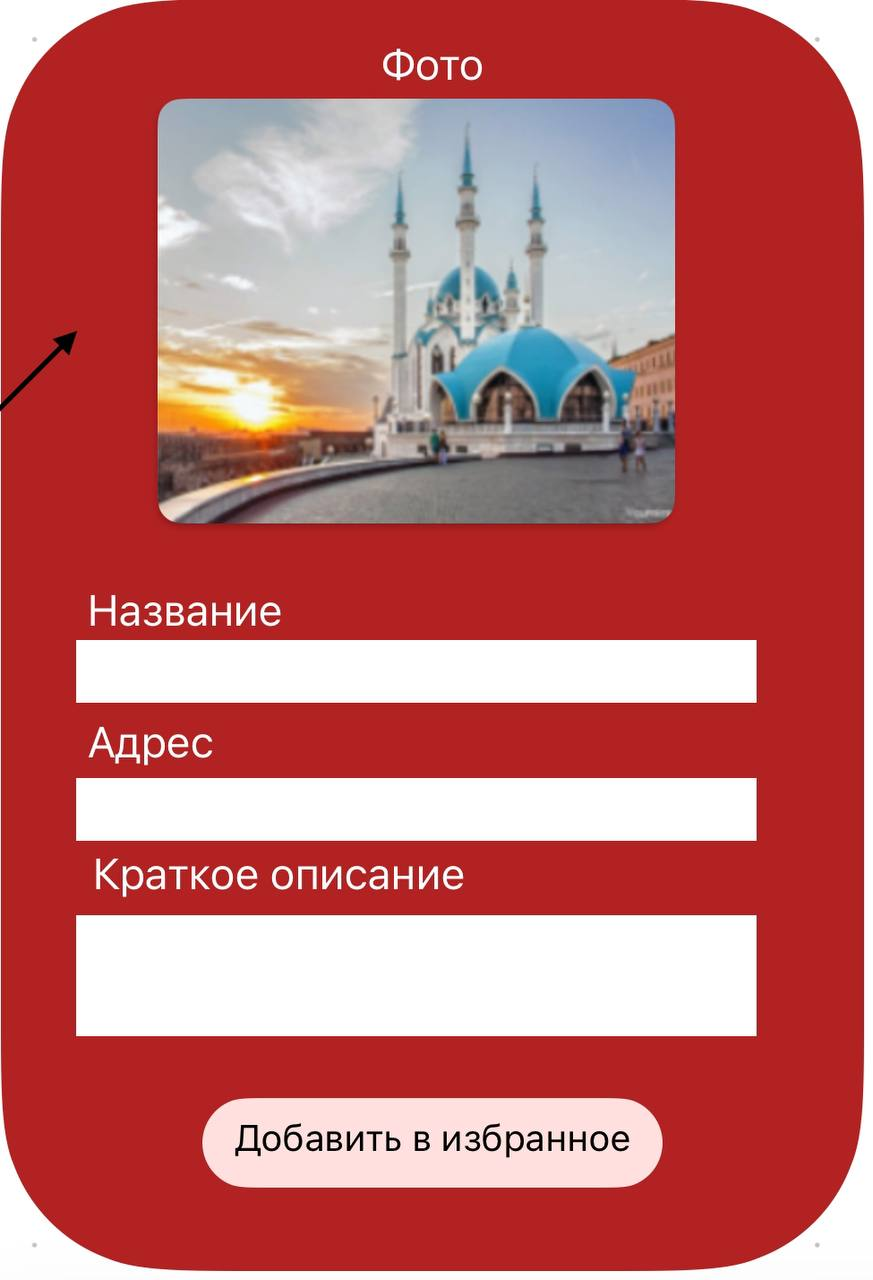 Фото
Название
Адрес
Краткое описание
Добавить в избранное